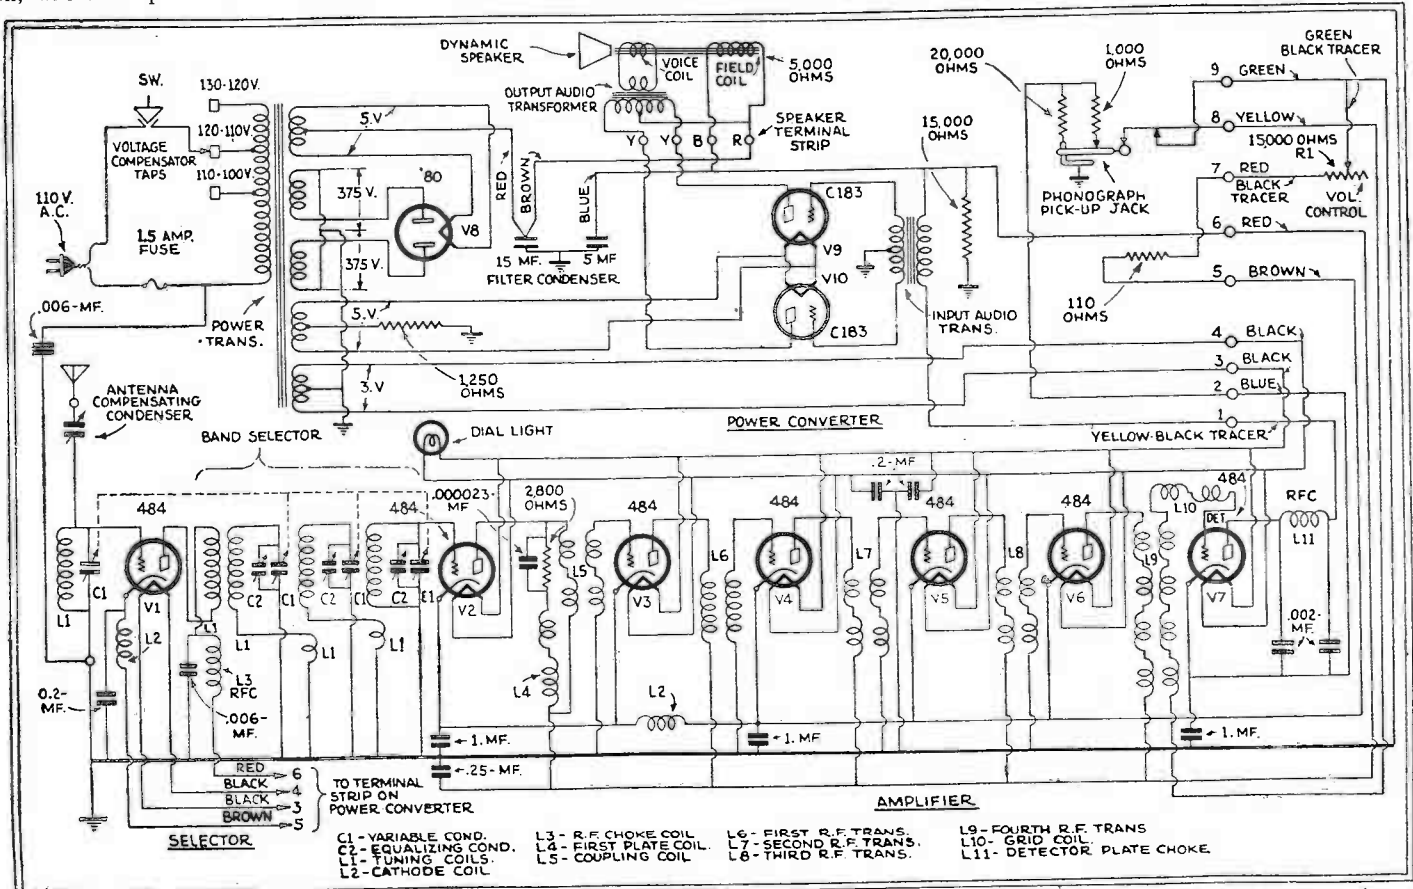 DYNAMIC
SPEAKER
VOICE
COIL
FIELD
COIL
5,000
OHMS
OUTPUT AUDIO
TRANSFORMER
SPEAKER
TERMINAL
STRIP
Y Y B R
20,000
OHMS
1,000
OHMS
GREEN
BLACK TRACER
9 GREEN
8 YELLOW
15,000 OHMS
R1
7 RED
BLACK
TRACER
VOL.
CONTROL
PHONOGRAPH
PICK-UP JACK
6 RED
5 BROWN
110
OHMS
4 BLACK
3 BLACK
2 BLUE
1
YELLOW-BLACK TRACER
SW.
130-120V.
120-110V.
110-100V.
VOLTAGE
COMPENSATOR
TAPS
110 V.
A.C.
1.5 AMP.
FUSE
.006-MF.
POWER
TRANS.
5.V
375 V.
375 V.
'80
V8
RED
BROWN
BLUE
15 MF.
5 MF
FILTER CONDENSER
5.V.
1,250
OHMS
3.V
15,000
OHMS
C183
V9
V10
C183
INPUT AUDIO
TRANS.
POWER CONVERTER
ANTENNA
COMPENSATING
CONDENSER
BAND SELECTOR
DIAL LIGHT
484
.000023-
MF
484
2,800
OHMS
484
484
.2-MF
484
484
484
L10
DET
RFC
L11
C1
L1
V1
L2
L1
L3
RFC
.006-
MF.
0.2-
MF.
C2
C1
L1
C2
C1
L1
C2
C1
L1
V2
L5
L4
V3
L6
V4
L7
V5
L8
V6
L9
V7
.002-
MF.
L2
1. MF.
.25-MF.
1. MF
1. MF.
RED 6
BLACK 4
BLACK 3
BROWN 5
TO TERMINAL
STRIP ON
POWER CONVERTER
SELECTOR
AMPLIFIER
C1-VARIABLE COND.
C2-EQUALIZING COND.
L1-TUNING COILS.
L2-CATHODE COIL
L3-R.F. CHOKE COIL
L4-FIRST PLATE COIL.
L5-COUPLING COIL
L6-FIRST R.F. TRANS.
L7-SECOND R.F. TRANS.
L8-THIRD R.F. TRANS.
L9-FOURTH R.F. TRANS
L10-GRID COIL.
L11-DETECTOR PLATE CHOKE